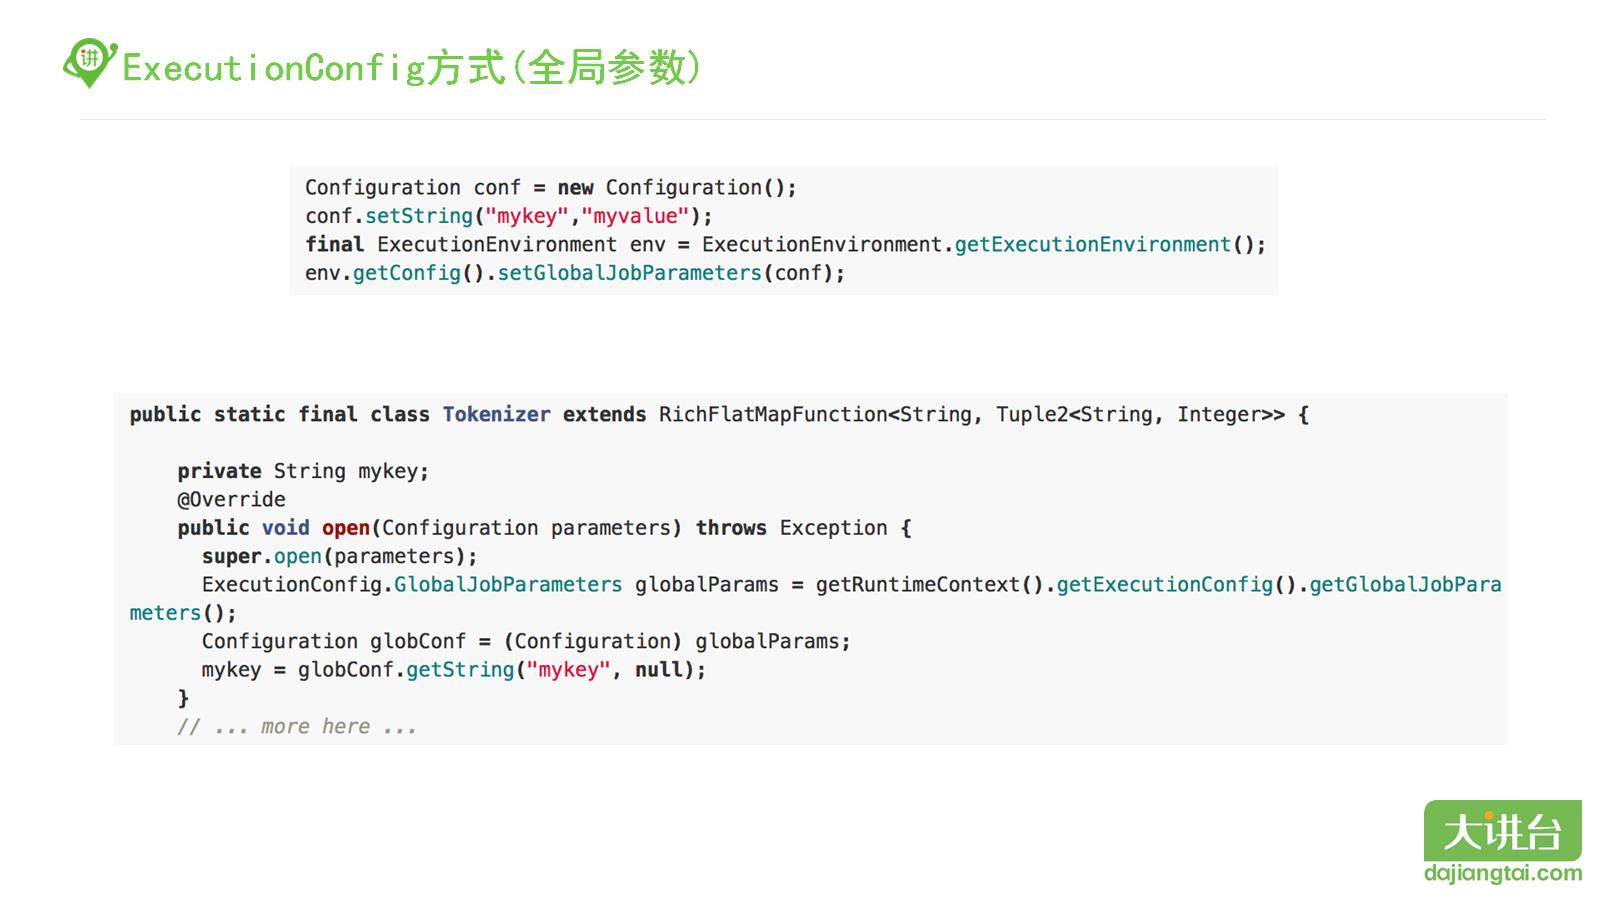 讲
ExecutionConfig方式(全局参数)
Configuration conf = new Configuration();
conf.setString("mykey","myvalue");
final ExecutionEnvironment env = ExecutionEnvironment.getExecutionEnvironment();
env.getConfig().setGlobalJobParameters(conf);
public static final class Tokenizer extends RichFlatMapFunction<String, Tuple2<String, Integer>> {
    private String mykey;
    @Override
    public void open(Configuration parameters) throws Exception {
      super.open(parameters);
      ExecutionConfig.GlobalJobParameters globalParams = getRuntimeContext().getExecutionConfig().getGlobalJobPara
meters();
      Configuration globConf = (Configuration) globalParams;
      mykey = globConf.getString("mykey", null);
    }
    // ... more here ...
大讲台
dajiangtai.com